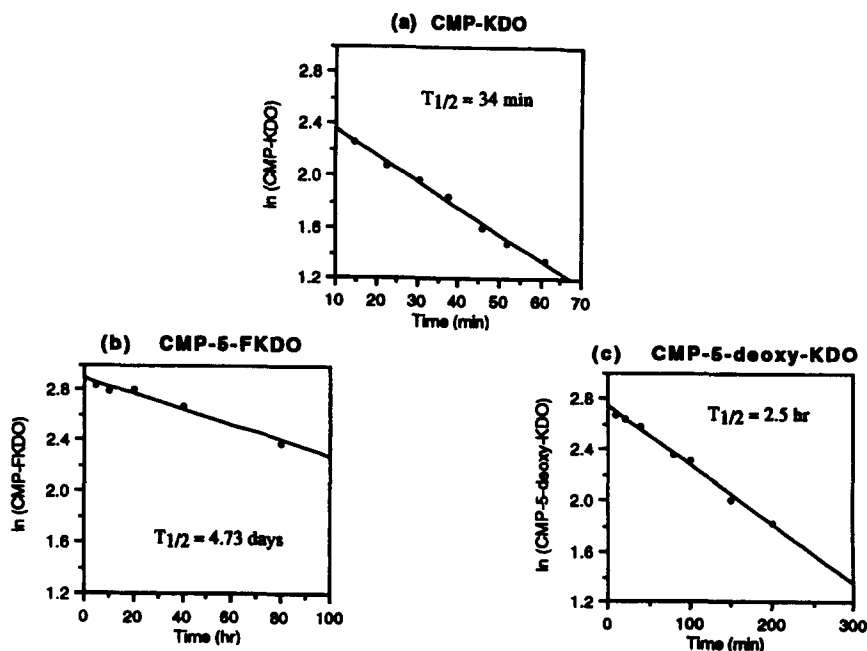 (a) CMP-KDO
ln (CMP-KDO)
2.8
2.4
2.0
1.6
1.2
T1/2 = 34 min
10 20 30 40 50 60 70
Time (min)
(b) CMP-5-FKDO
ln (CMP-FKDO)
2.8
2.4
2.0
1.6
1.2
T1/2 = 4.73 days
0 20 40 60 80 100
Time (hr)
(c) CMP-5-deoxy-KDO
ln (CMP-5-deoxy-KDO)
2.8
2.4
2.0
1.6
1.2
T1/2 = 2.5 hr
0 100 200 300
Time (min)